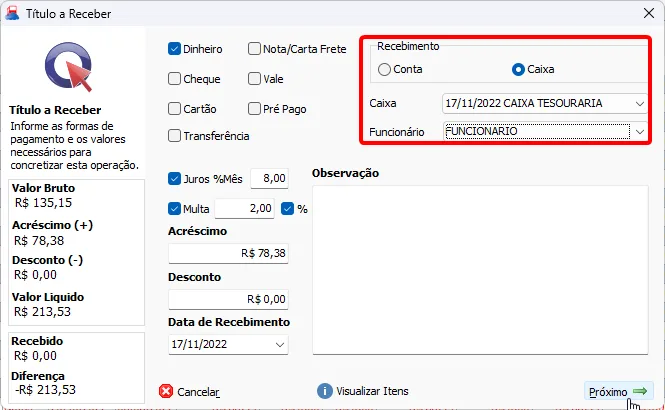 Título a Receber
Título a Receber
Informe as formas de
pagamento e os valores
necessários para
concretizar esta operação.
Valor Bruto
R$ 135,15
Acréscimo (+)
R$ 78,38
Desconto (-)
R$ 0,00
Valor Liquido
R$ 213,53
Recebido
R$ 0,00
Diferença
-R$ 213,53
Dinheiro
Nota/Carta Frete
Cheque
Vale
Cartão
Pré Pago
Transferência
Recebimento
Conta
Caixa
Caixa 17/11/2022 CAIXA TESOURARIA
Funcionário FUNCIONARIO
Juros %Mês 8,00
Multa 2,00 %
Acréscimo
R$ 78,38
Desconto
R$ 0,00
Data de Recebimento
17/11/2022
Observação
Cancelar
i Visualizar Itens
Próximo